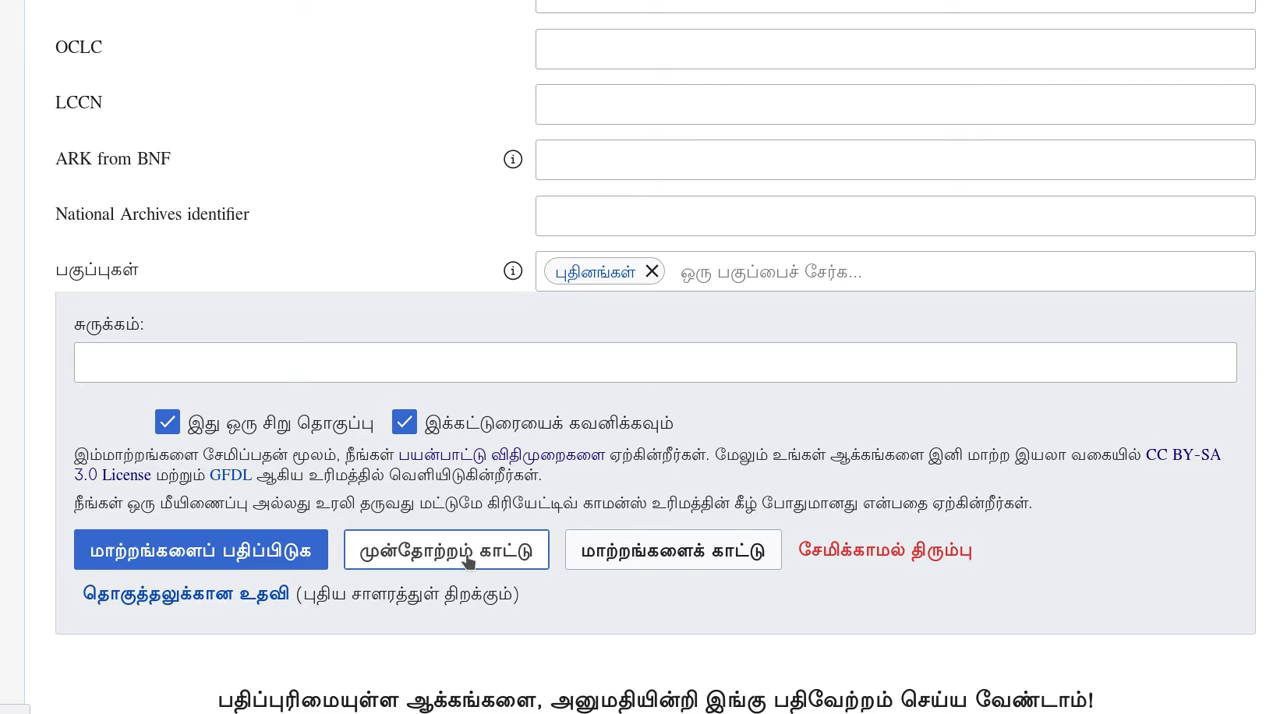 OCLC
LCCN
ARK from BNF
National Archives identifier
பகுப்புகள் புதினங்கள் ஒரு பகுப்பைச் சேர்க...
சுருக்கம்:
இது ஒரு சிறு தொகுப்பு இக்கட்டுரையைக் கவனிக்கவும்
இம்மாற்றங்களை சேமிப்பதன் மூலம், நீங்கள் பயன்பாட்டு விதிமுறைகளை ஏற்கின்றீர்கள். மேலும் உங்கள் ஆக்கங்களை இனி மாற்ற இயலா வகையில் CC BY-SA
3.0 License மற்றும் GFDL ஆகிய உரிமத்தில் வெளியிடுகின்றீர்கள்.
நீங்கள் ஒரு மீயிணைப்பு அல்லது உரலி தருவது மட்டுமே கிரியேட்டிவ் காமன்ஸ் உரிமத்தின் கீழ் போதுமானது என்பதை ஏற்கின்றீர்கள்.
மாற்றங்களைப் பதிப்பிடுக முன்தோற்றம் காட்டு மாற்றங்களைக் காட்டு சேமிக்காமல் திரும்பு
தொகுத்தலுக்கான உதவி (புதிய சாளரத்துள் திறக்கும்)
பதிப்புரிமையுள்ள ஆக்கங்களை, அனுமதியின்றி இங்கு பதிவேற்றம் செய்ய வேண்டாம்!